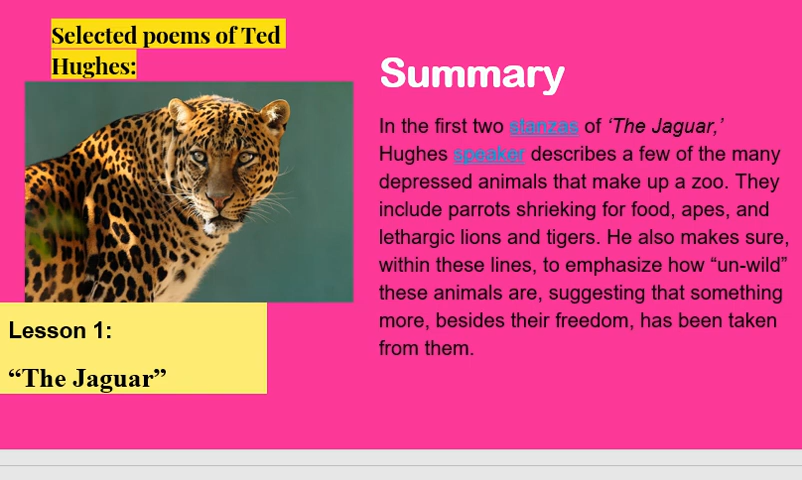 Selected poems of Ted
Hughes:
Summary
In the first two stanzas of ‘The Jaguar,’
Hughes speaker describes a few of the many
depressed animals that make up a zoo. They
include parrots shrieking for food, apes, and
lethargic lions and tigers. He also makes sure,
within these lines, to emphasize how “un-wild”
these animals are, suggesting that something
more, besides their freedom, has been taken
from them.
Lesson 1:
“The Jaguar”